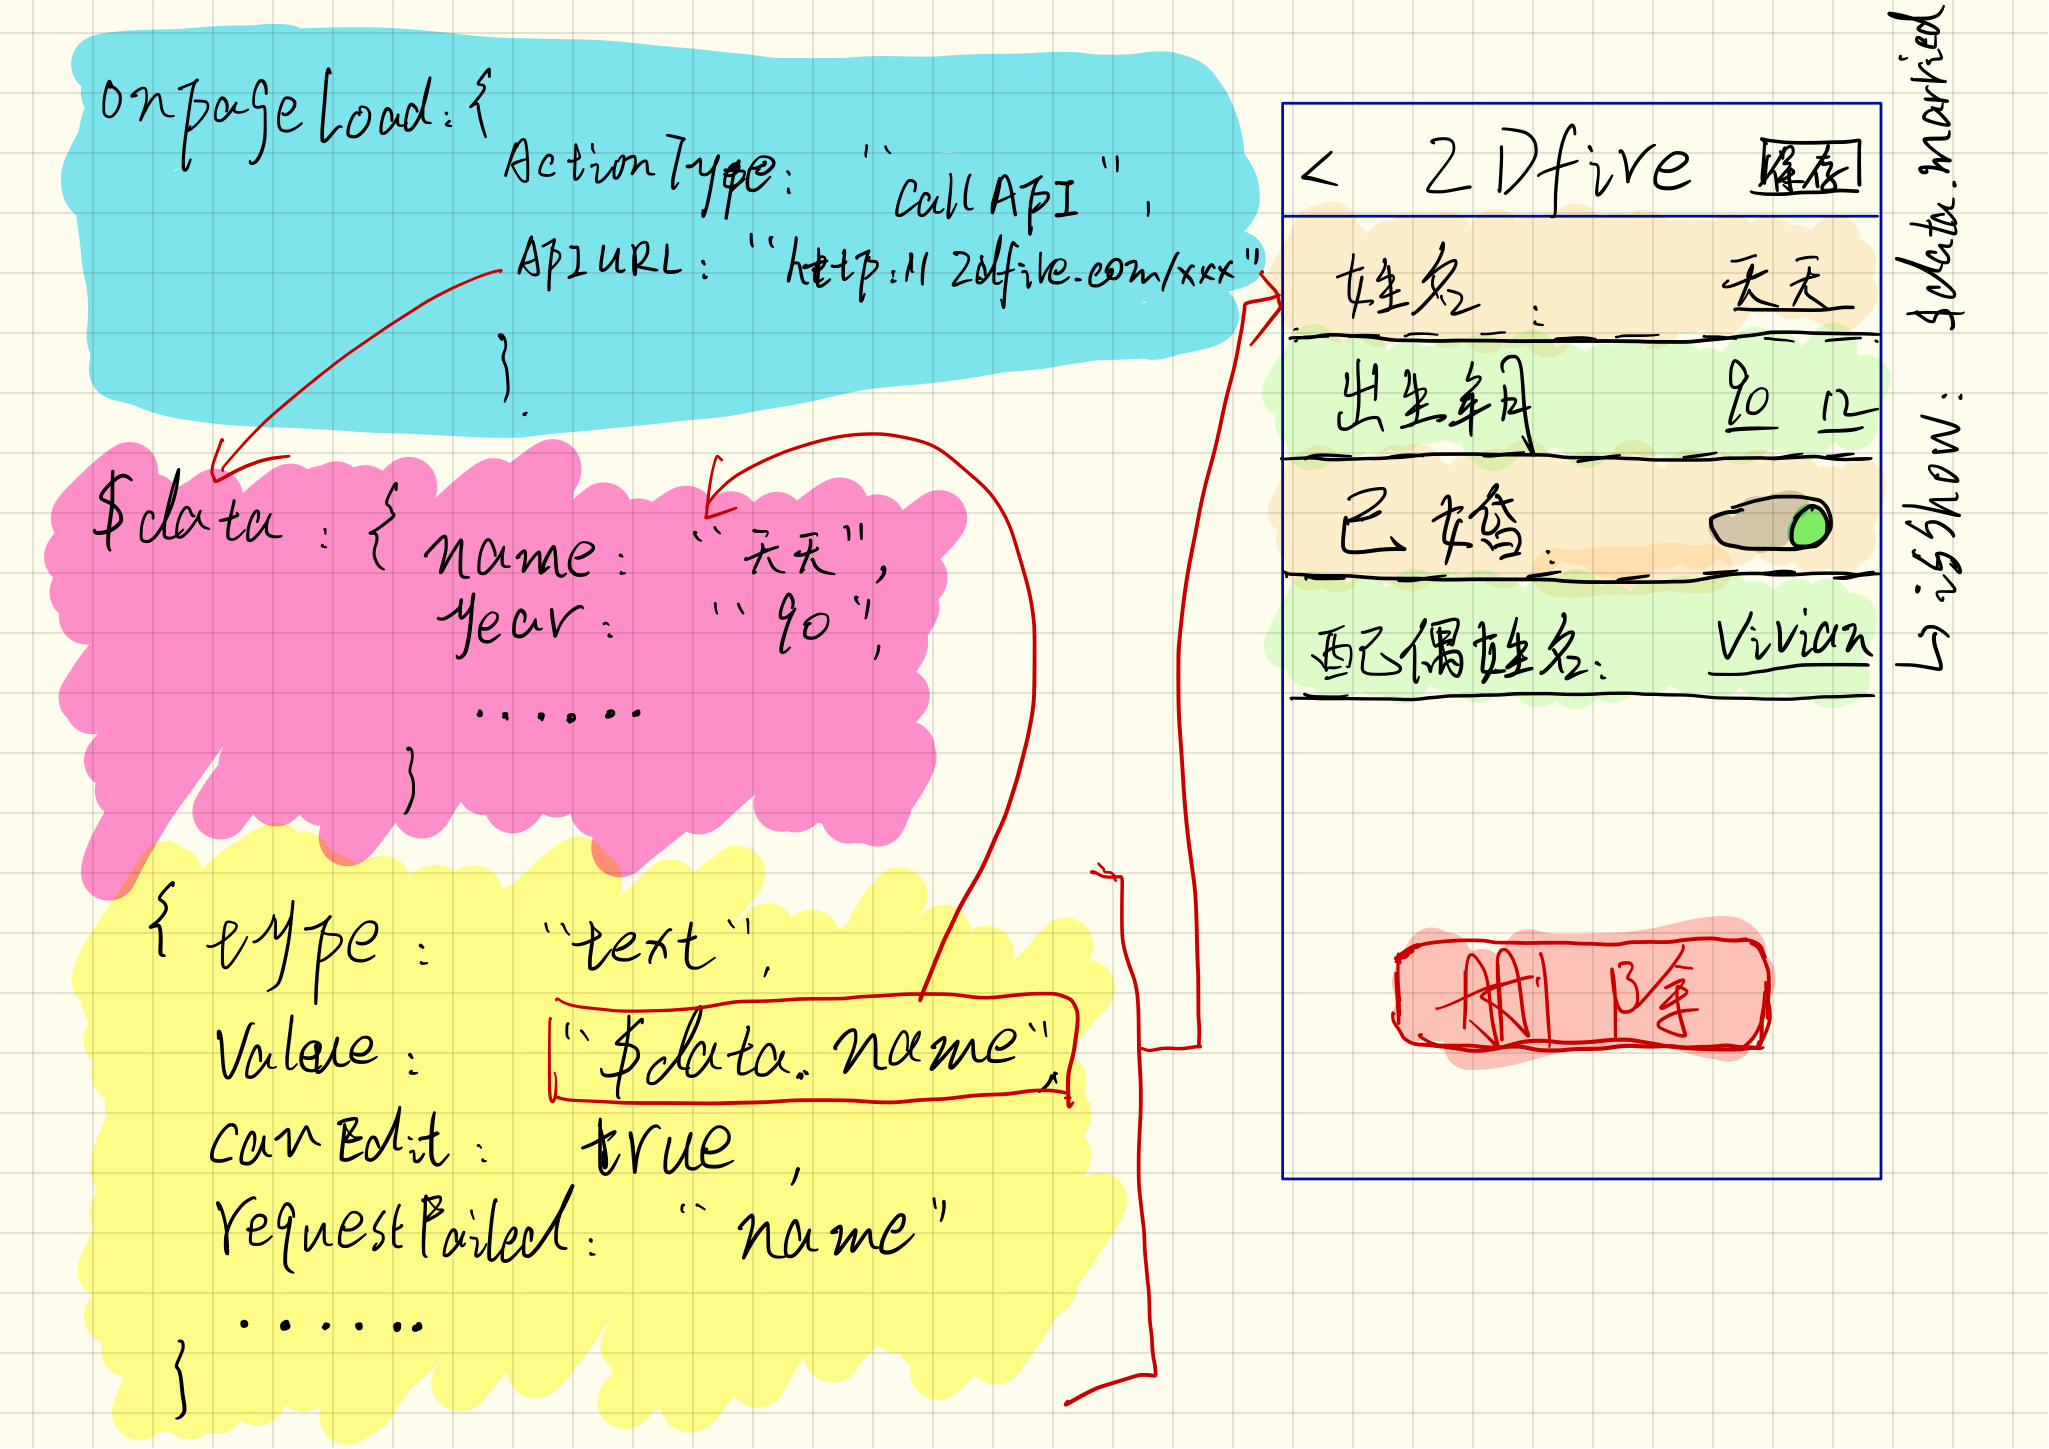 onpageLoad: {
ActionType: "callApI",
ApIURL: "http:// 2dfire.com/xxx"
}.
$data: { name: "天天",
year: "90",
......
}
{ type: "text",
Value: "$data.name",
canEdit: true,
requestFailed: "name"
......
}
< 2Dfire 保存
姓名: 天天
出生年月 90 12
已婚:
配偶姓名: Vivian
删除
↳ isShow: $data.married